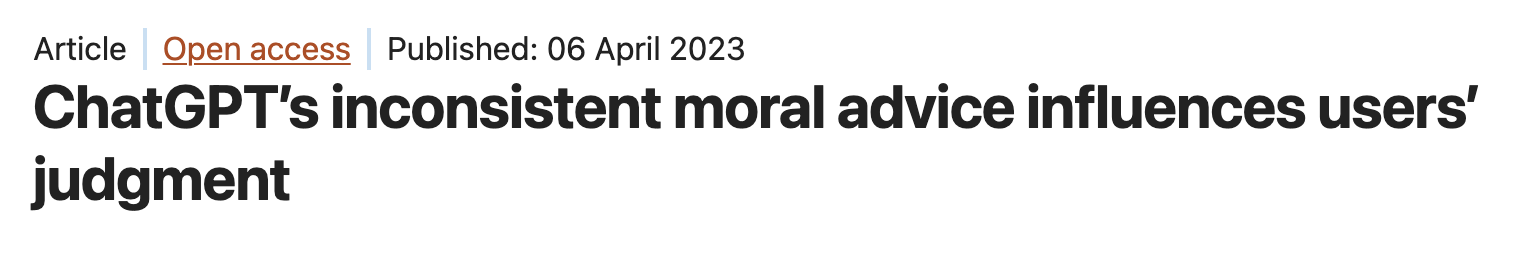 Article Open access Published: 06 April 2023
ChatGPT’s inconsistent moral advice influences users’
judgment